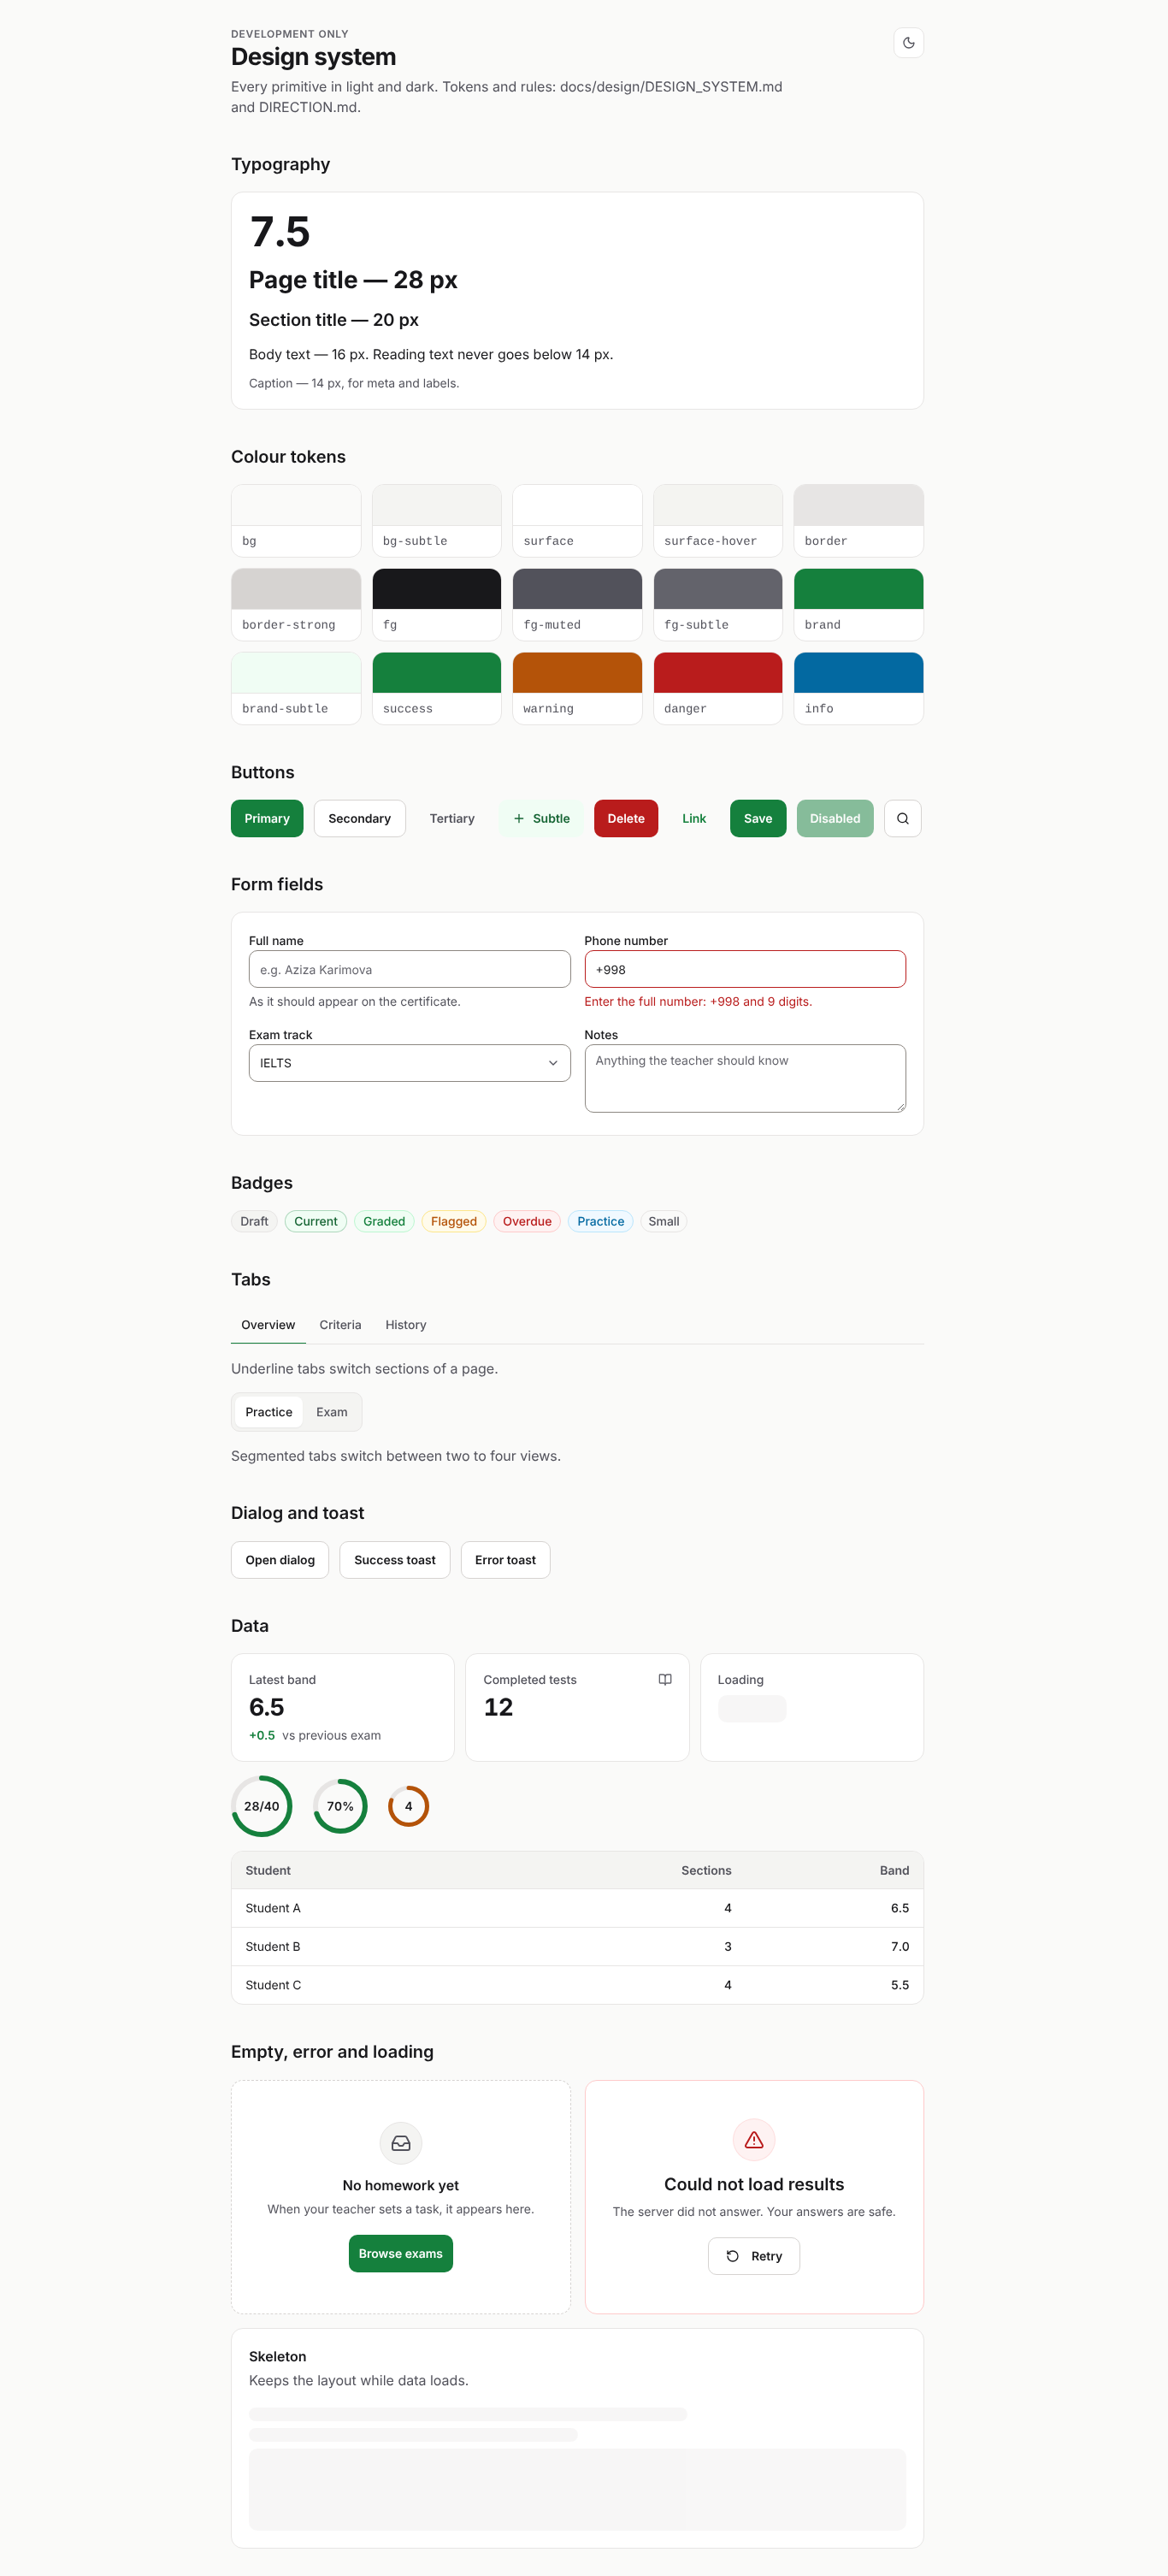 DEVELOPMENT ONLY
Design system
Every primitive in light and dark. Tokens and rules: docs/design/DESIGN_SYSTEM.md
and DIRECTION.md.
Typography
7.5
Page title — 28 px
Section title — 20 px
Body text — 16 px. Reading text never goes below 14 px.
Caption — 14 px, for meta and labels.
Colour tokens
bg bg-subtle surface surface-hover border
border-strong fg fg-muted fg-subtle brand
brand-subtle success warning danger info
Buttons
Primary Secondary Tertiary Subtle Delete Link Save Disabled
Form fields
Full name Phone number
e.g. Aziza Karimova +998
As it should appear on the certificate. Enter the full number: +998 and 9 digits.
Exam track Notes
IELTS Anything the teacher should know
Badges
Draft Current Graded Flagged Overdue Practice Small
Tabs
Overview Criteria History
Underline tabs switch sections of a page.
Practice Exam
Segmented tabs switch between two to four views.
Dialog and toast
Open dialog Success toast Error toast
Data
Latest band Completed tests Loading
6.5 12
+0.5 vs previous exam
28/40 70% 4
Student Sections Band
Student A 4 6.5
Student B 3 7.0
Student C 4 5.5
Empty, error and loading
No homework yet Could not load results
When your teacher sets a task, it appears here. The server did not answer. Your answers are safe.
Browse exams Retry
Skeleton
Keeps the layout while data loads.